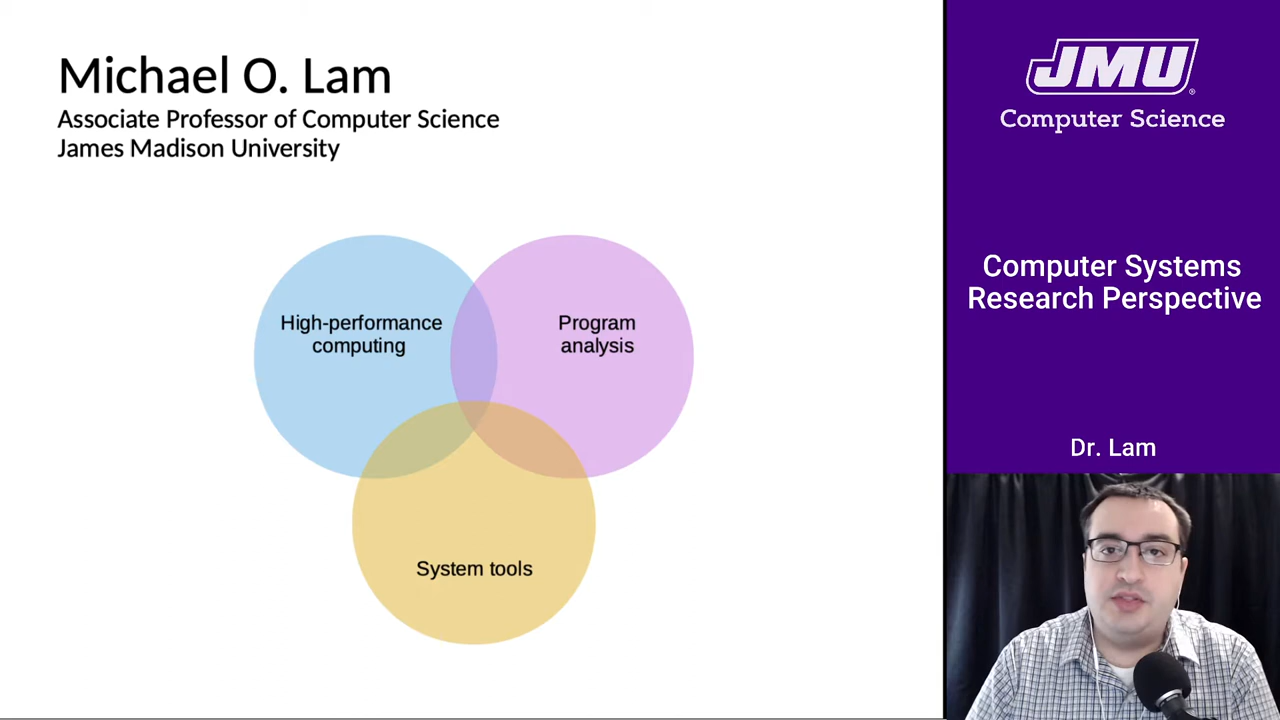 Michael O. Lam
Associate Professor of Computer Science
James Madison University
High-performance
computing
Program
analysis
System tools
JMU
®
Computer Science
Computer Systems
Research Perspective
Dr. Lam